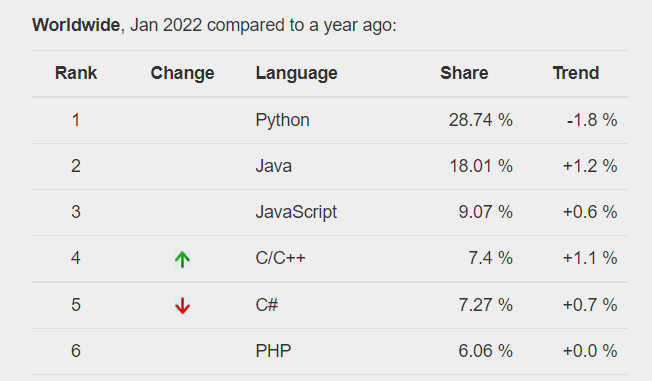 Worldwide, Jan 2022 compared to a year ago:
Rank Change Language Share Trend
1 Python 28.74 % -1.8 %
2 Java 18.01 % +1.2 %
3 JavaScript 9.07 % +0.6 %
4 C/C++ 7.4 % +1.1 %
5 C# 7.27 % +0.7 %
6 PHP 6.06 % +0.0 %